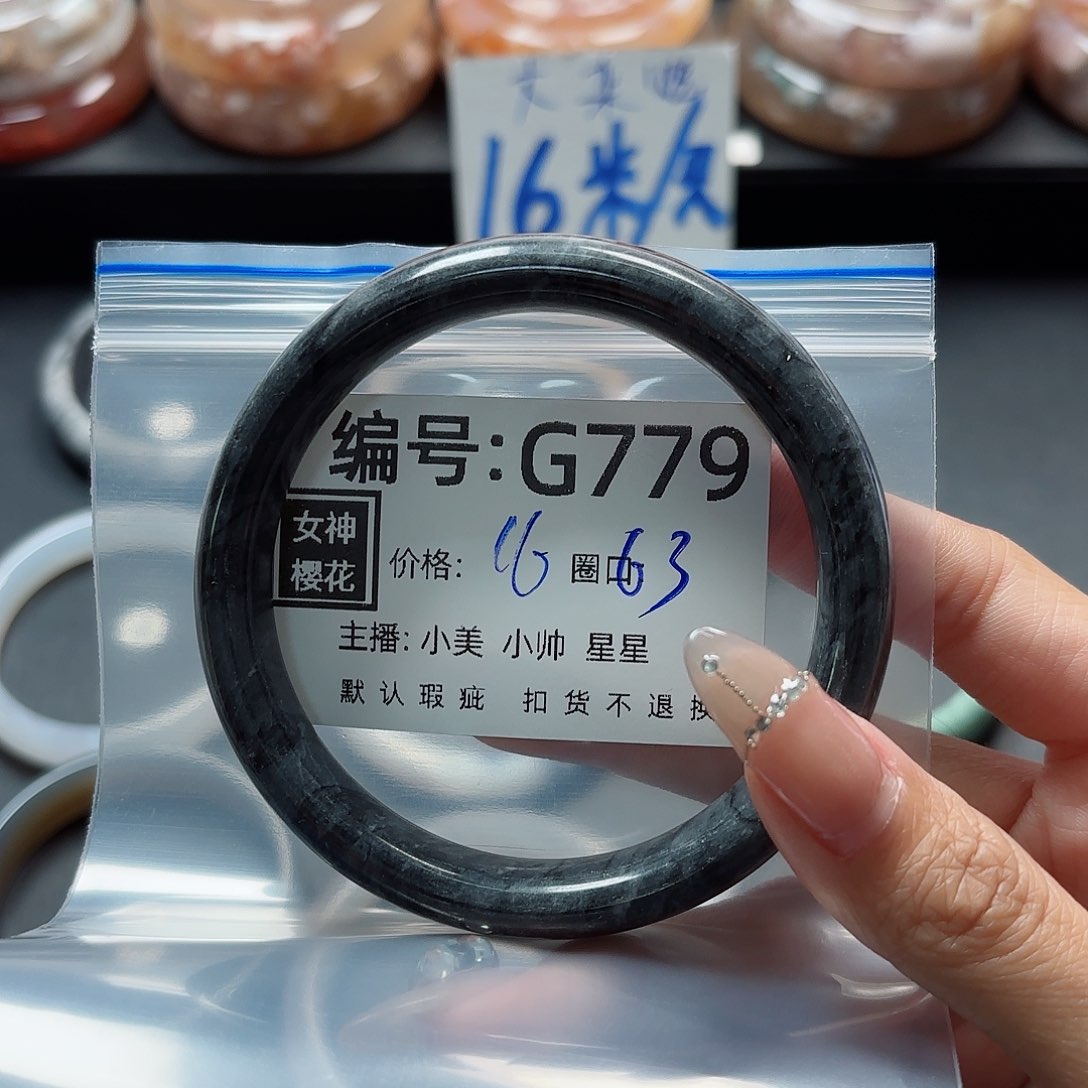 16米/
编号:G779
女神
樱花
价格: 16 圈口 63
主播: 小美 小帅 星星
默认瑕疵 扣货不退换